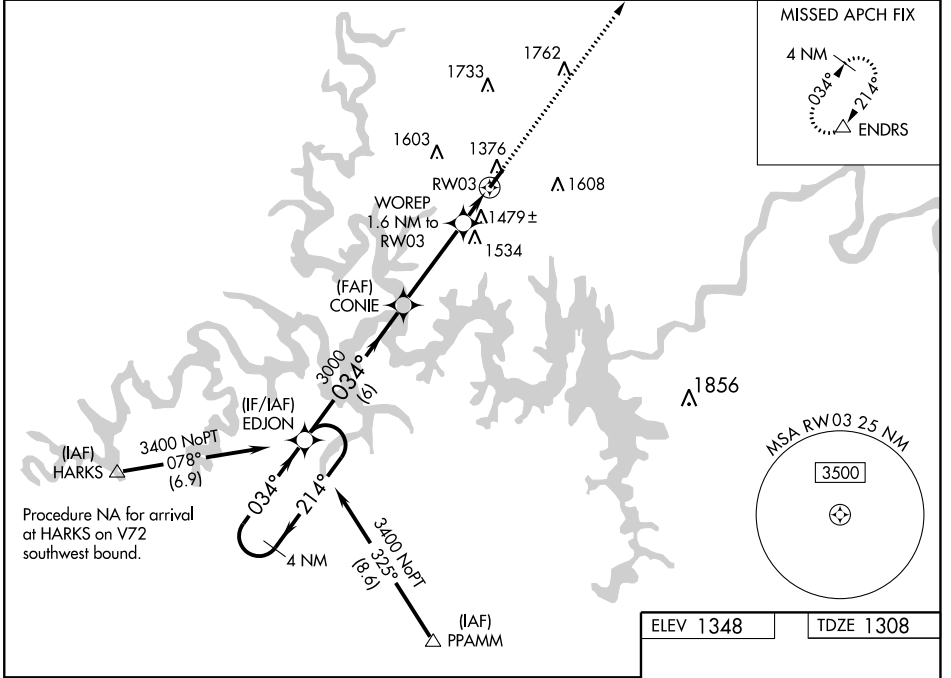 MISSED APCH FIX
4 NM
034°
214°
ENDRS
1762
1733
1603
1376
RW03
1608
WOREP
1.6 NM to
RW03
1479±
1534
(FAF)
CONIE
3000
034°
(6)
1856
(IF/IAF)
EDJON
(IAF)
HARKS
3400 NoPT
078°
(6.9)
034°
214°
4 NM
Procedure NA for arrival
at HARKS on V72
southwest bound.
3400 NoPT
325°
(8.6)
(IAF)
PPAMM
MSA RW03 25 NM
3500
ELEV 1348
TDZE 1308